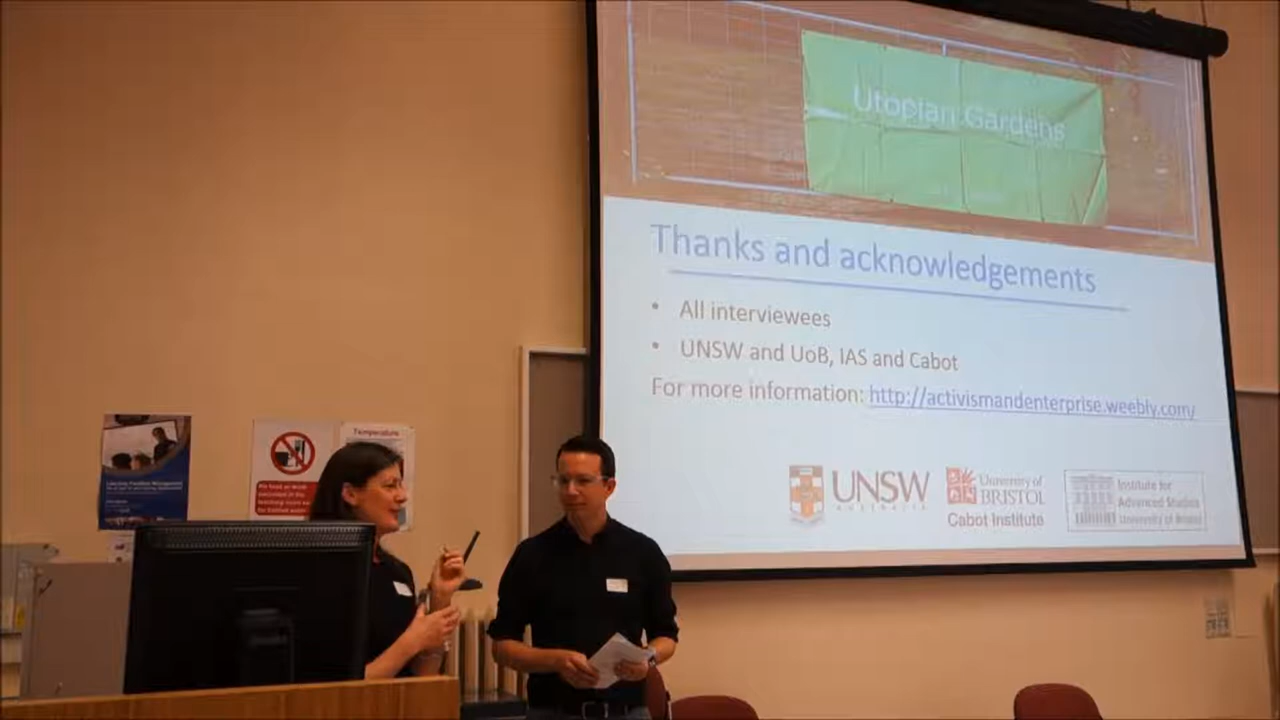 Utopian Gardens
Thanks and acknowledgements
• All interviewees
• UNSW and UoB, IAS and Cabot
For more information: http://activismandenterprise.weebly.com/
UNSW
AUSTRALIA
University of
BRISTOL
Cabot Institute
Institute for
Advanced Studies
University of Bristol
Temperature